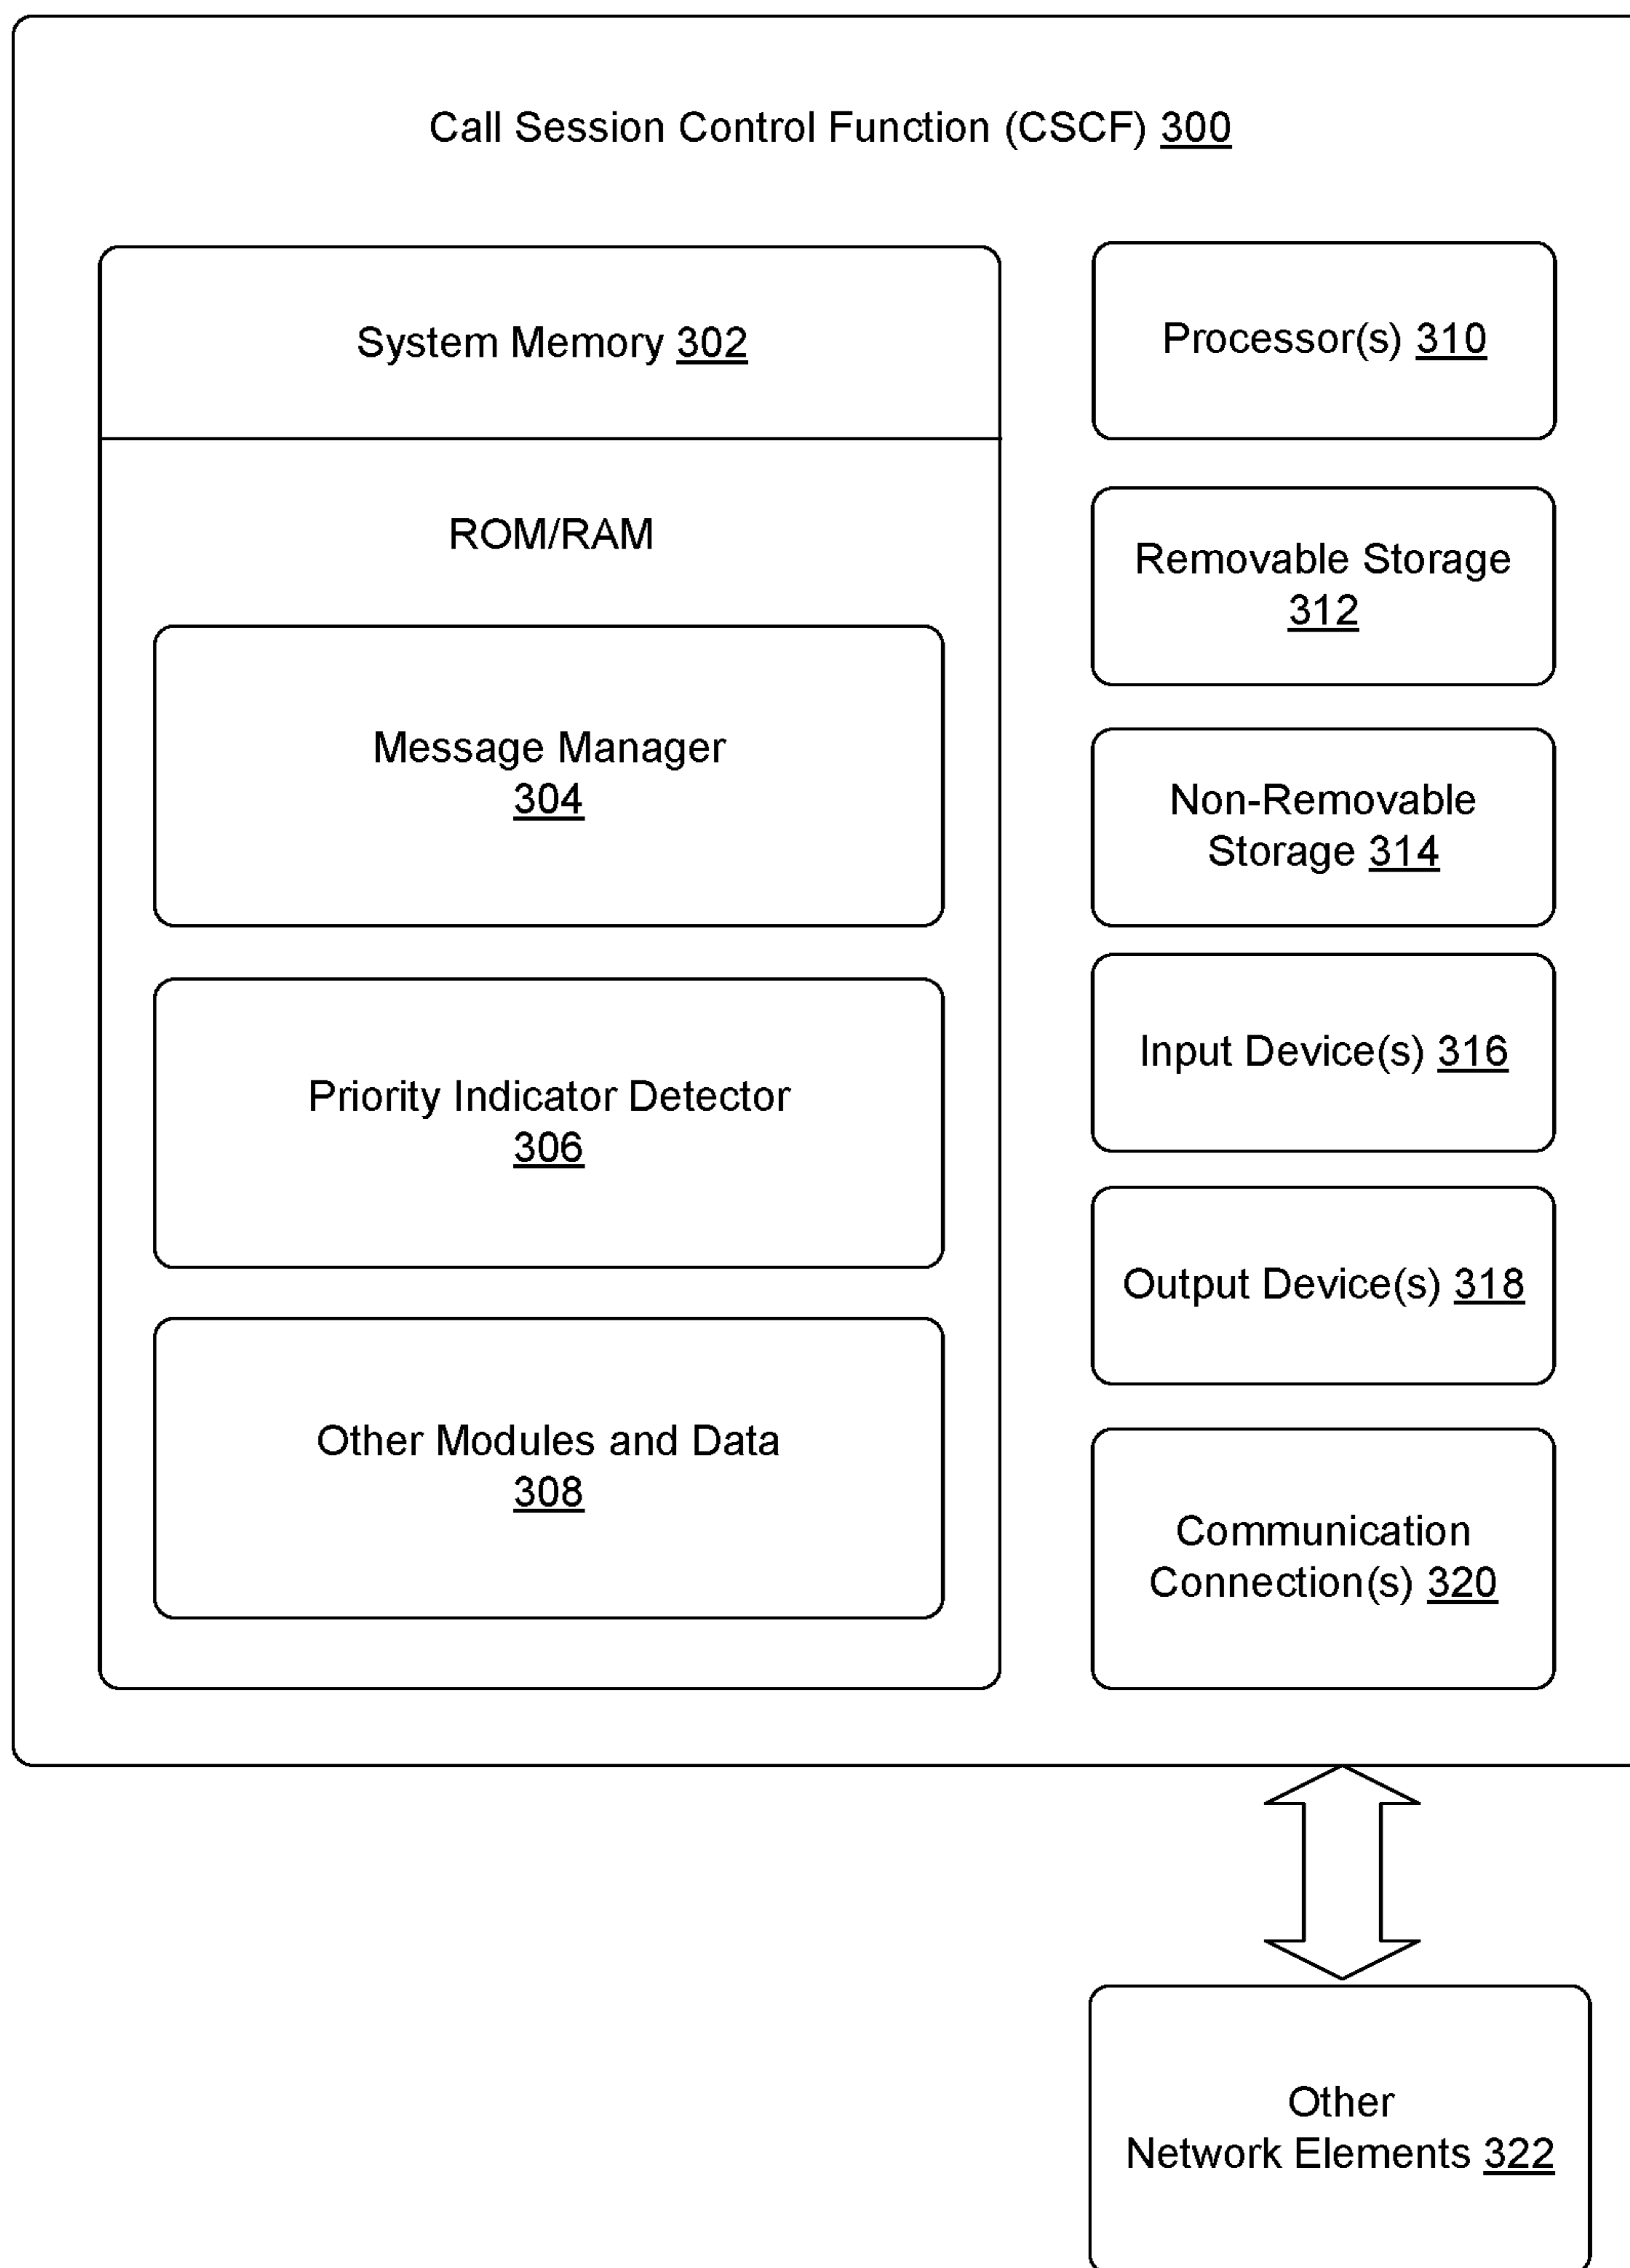 Call Session Control Function (CSCF) 300
System Memory 302
ROM/RAM
Message Manager
304
Priority Indicator Detector
306
Other Modules and Data
308
Processor(s) 310
Removable Storage
312
Non-Removable
Storage 314
Input Device(s) 316
Output Device(s) 318
Communication
Connection(s) 320
Other
Network Elements 322